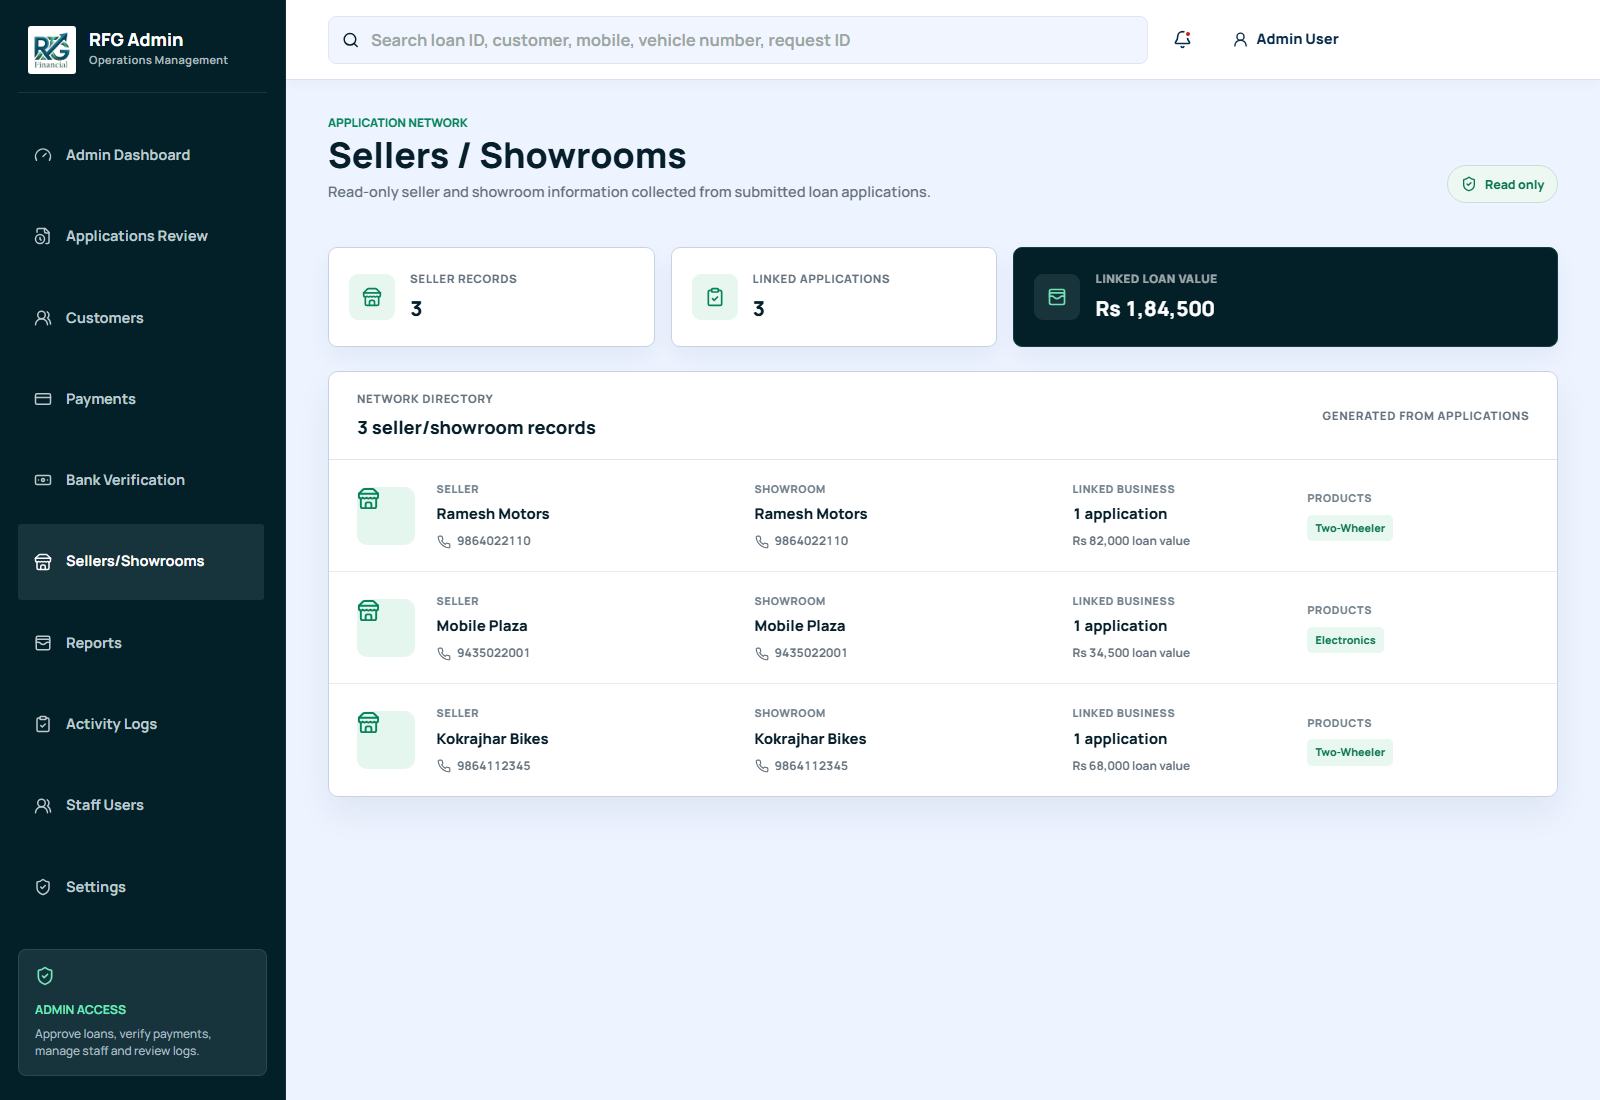 RFG
Financial
RFG Admin
Operations Management
Admin Dashboard
Applications Review
Customers
Payments
Bank Verification
Sellers/Showrooms
Reports
Activity Logs
Staff Users
Settings
ADMIN ACCESS
Approve loans, verify payments,
manage staff and review logs.
Search loan ID, customer, mobile, vehicle number, request ID
Admin User
APPLICATION NETWORK
Sellers / Showrooms
Read-only seller and showroom information collected from submitted loan applications.
Read only
SELLER RECORDS
3
LINKED APPLICATIONS
3
LINKED LOAN VALUE
Rs 1,84,500
NETWORK DIRECTORY
3 seller/showroom records
GENERATED FROM APPLICATIONS
SELLER
Ramesh Motors
9864022110
SHOWROOM
Ramesh Motors
9864022110
LINKED BUSINESS
1 application
Rs 82,000 loan value
PRODUCTS
Two-Wheeler
SELLER
Mobile Plaza
9435022001
SHOWROOM
Mobile Plaza
9435022001
LINKED BUSINESS
1 application
Rs 34,500 loan value
PRODUCTS
Electronics
SELLER
Kokrajhar Bikes
9864112345
SHOWROOM
Kokrajhar Bikes
9864112345
LINKED BUSINESS
1 application
Rs 68,000 loan value
PRODUCTS
Two-Wheeler